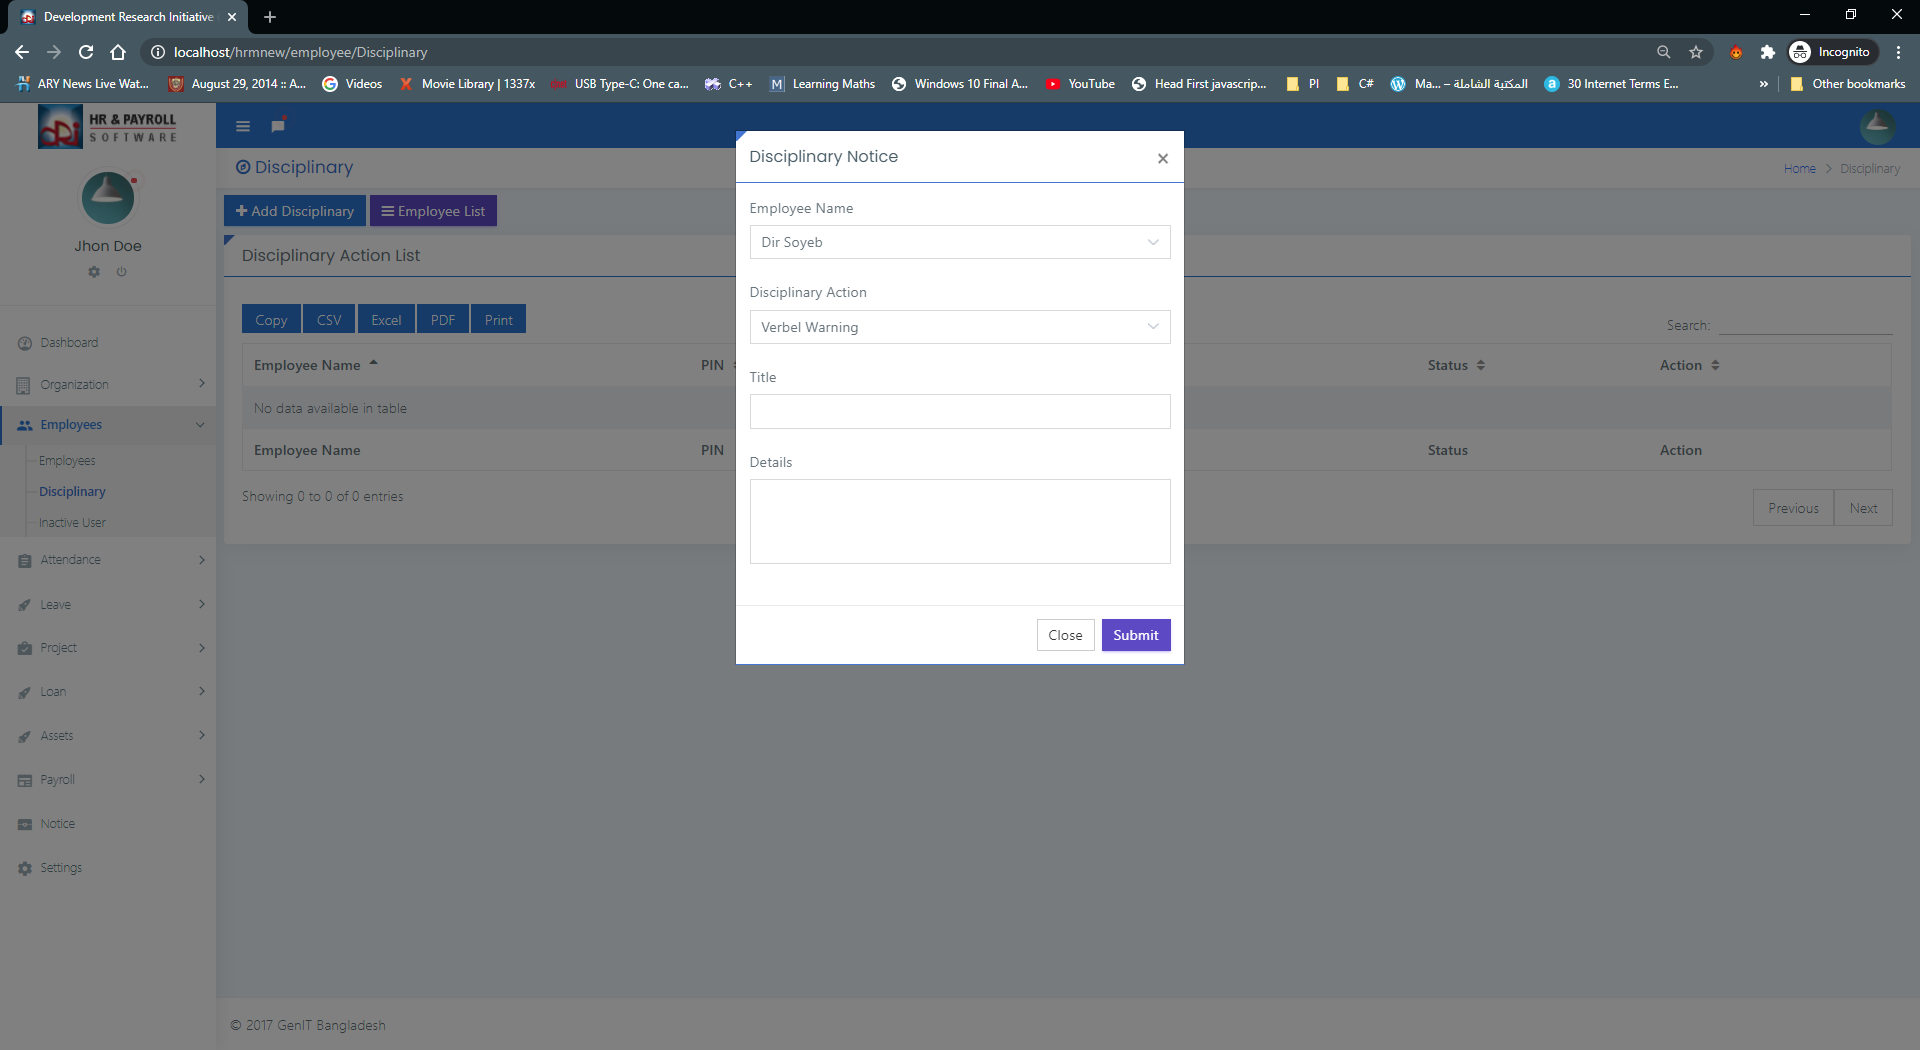 Development Research Initiative
localhost/hrmnew/employee/Disciplinary
Incognito
ARY News Live Wat...
August 29, 2014 :: A...
Videos
Movie Library | 1337x
USB Type-C: One ca...
C++
Learning Maths
Windows 10 Final A...
YouTube
Head First javascrip...
PI
C#
المكتبة الشاملة – ...Ma
30 Internet Terms E...
»
Other bookmarks
HR & PAYROLL
SOFTWARE
Jhon Doe
Dashboard
Organization
Employees
Employees
Disciplinary
Inactive User
Attendance
Leave
Project
Loan
Assets
Payroll
Notice
Settings
Disciplinary
Home > Disciplinary
Add Disciplinary
Employee List
Disciplinary Action List
Copy
CSV
Excel
PDF
Print
Search:
Employee Name
PIN
Status
Action
No data available in table
Employee Name
PIN
Status
Action
Showing 0 to 0 of 0 entries
Previous
Next
Disciplinary Notice
×
Employee Name
Dir Soyeb
Disciplinary Action
Verbel Warning
Title
Details
Close
Submit
© 2017 GenIT Bangladesh